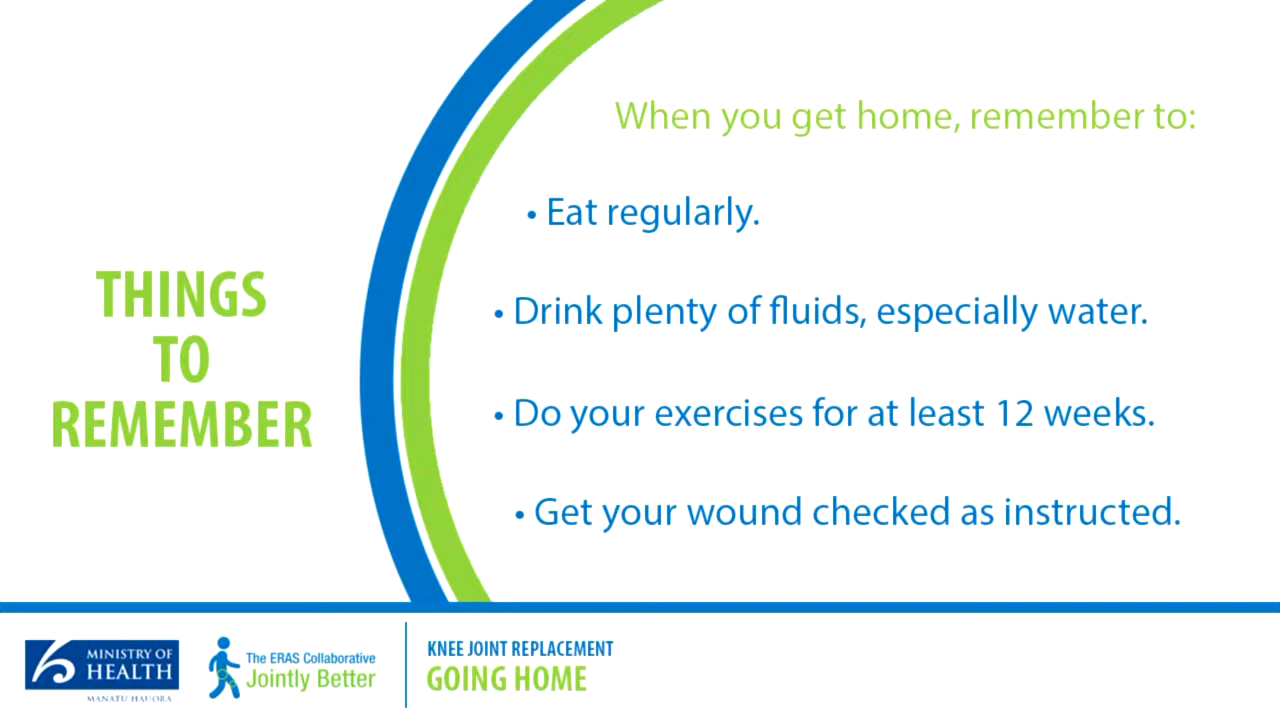 THINGS
TO
REMEMBER
When you get home, remember to:
• Eat regularly.
• Drink plenty of fluids, especially water.
• Do your exercises for at least 12 weeks.
• Get your wound checked as instructed.
MINISTRY OF
HEALTH
MANATU HAUORA
The ERAS Collaborative
Jointly Better
KNEE JOINT REPLACEMENT
GOING HOME